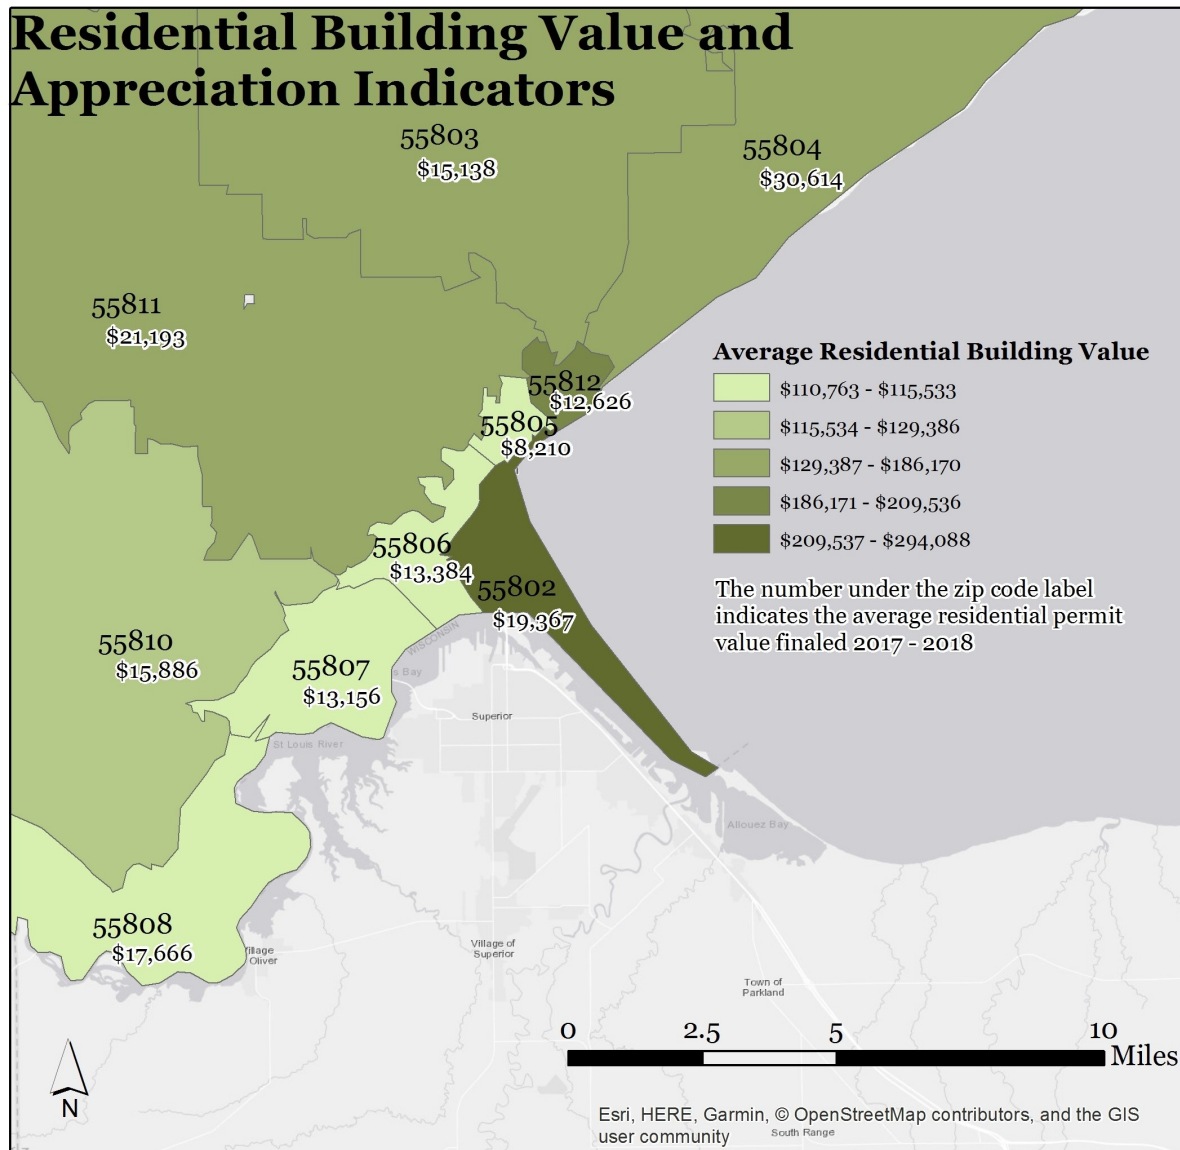 Residential Building Value and
Appreciation Indicators
55803
$15,138
55804
$30,614
55811
$21,193
Average Residential Building Value
$110,763 - $115,533
$115,534 - $129,386
$129,387 - $186,170
$186,171 - $209,536
$209,537 - $294,088
The number under the zip code label
indicates the average residential permit
value finaled 2017 - 2018
55812
$12,626
55805
$8,210
55806
$13,384
55802
$19,367
WISCONSIN
55810
$15,886
55807
$13,156
s Bay
Superior
St Louis River
Allouez Bay
55808
$17,666
Village
Oliver
Village of
Superior
Town of
Parkland
0 2.5 5 10
Miles
N
Esri, HERE, Garmin, © OpenStreetMap contributors, and the GIS
user community
South Range